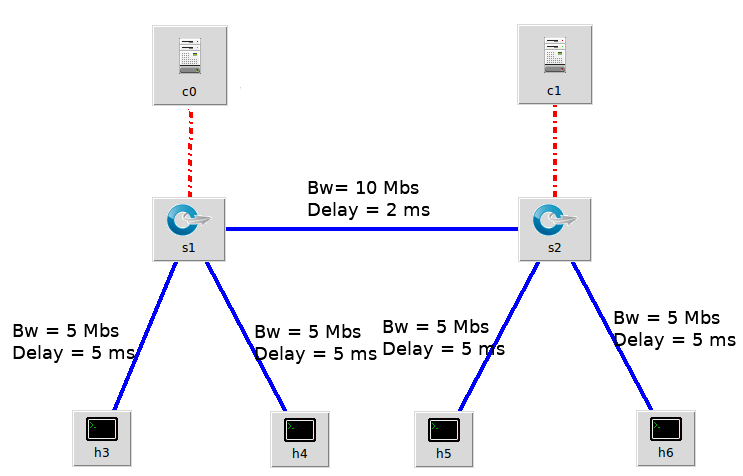 c0
c1
Bw= 10 Mbs
Delay = 2 ms
s1
s2
Bw = 5 Mbs
Delay = 5 ms
Bw = 5 Mbs
Delay = 5 ms
Bw = 5 Mbs
Delay = 5 ms
Bw = 5 Mbs
Delay = 5 ms
h3
h4
h5
h6